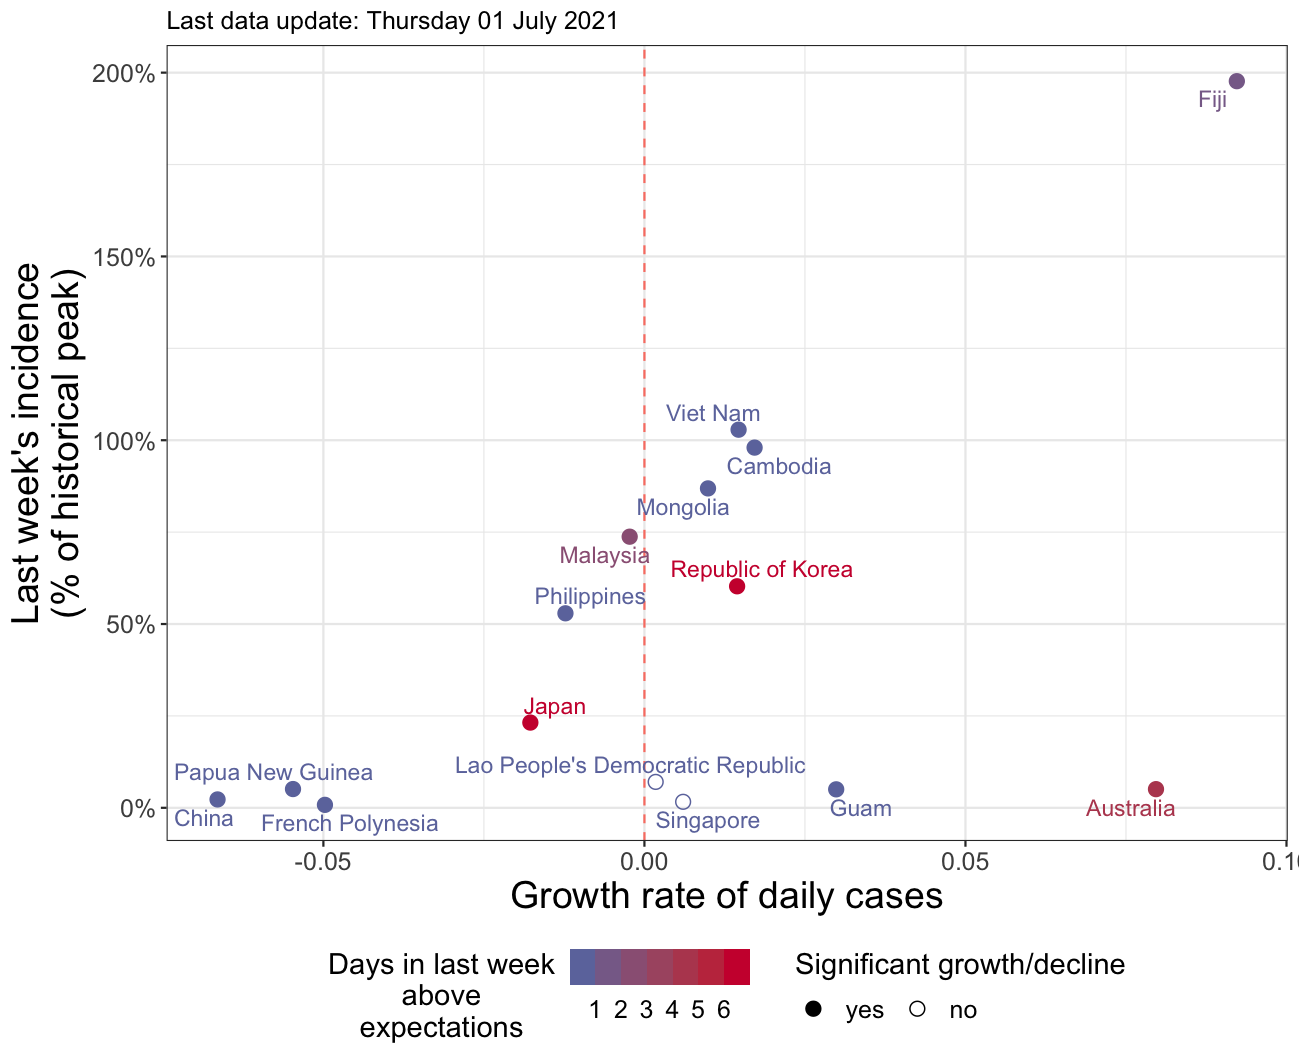 Last data update: Thursday 01 July 2021
200%
150%
100%
50%
0%
Last week's incidence
(% of historical peak)
Fiji
Viet Nam
Cambodia
Mongolia
Malaysia
Republic of Korea
Philippines
Japan
Lao People's Democratic Republic
Papua New Guinea
China
French Polynesia
Singapore
Guam
Australia
-0.05
0.00
0.05
0.1
Growth rate of daily cases
Days in last week
above
expectations
1 2 3 4 5 6
Significant growth/decline
yes
no